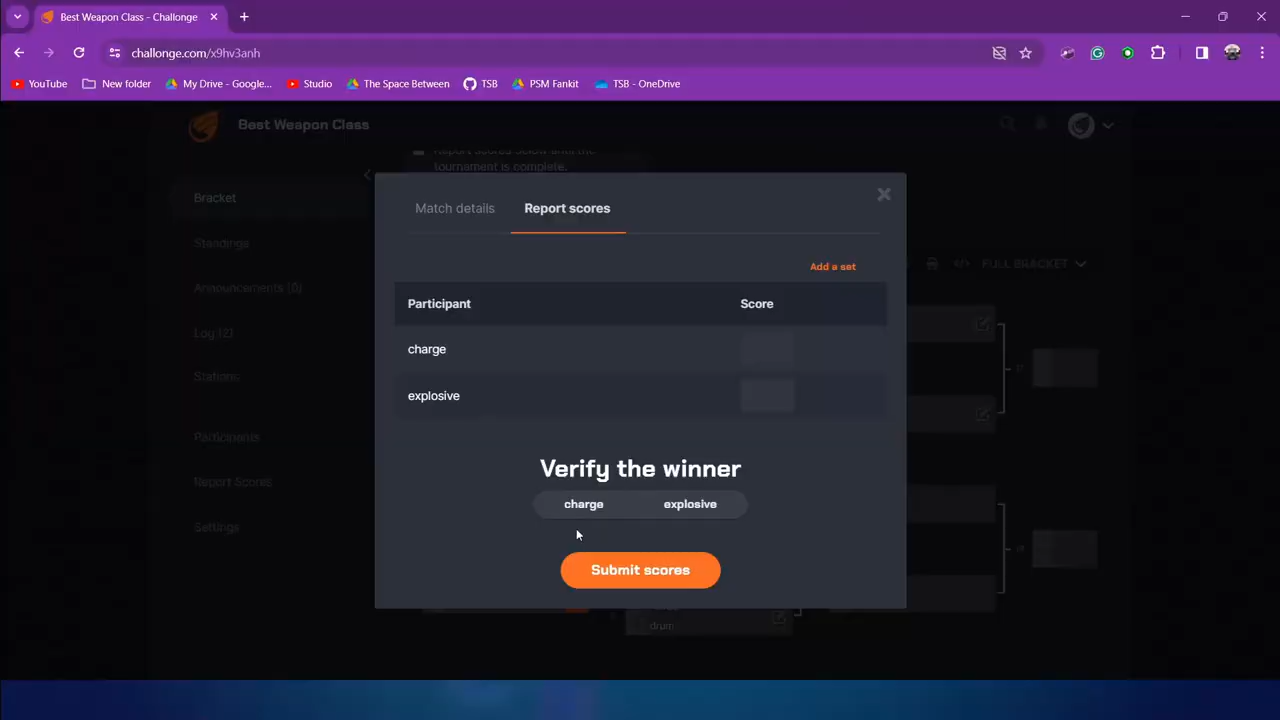 Best Weapon Class - Challonge
challonge.com/x9hv3anh
YouTube New folder My Drive - Google... Studio The Space Between TSB PSM Fankit TSB - OneDrive
Best Weapon Class
Report scores below until the
tournament is complete.
Bracket
Standings
Announcements (0)
Log (2)
Stations
Participants
Report Scores
Settings
Match details Report scores
Add a set
Participant Score
charge
explosive
Verify the winner
charge explosive
Submit scores
FULL BRACKET
drum